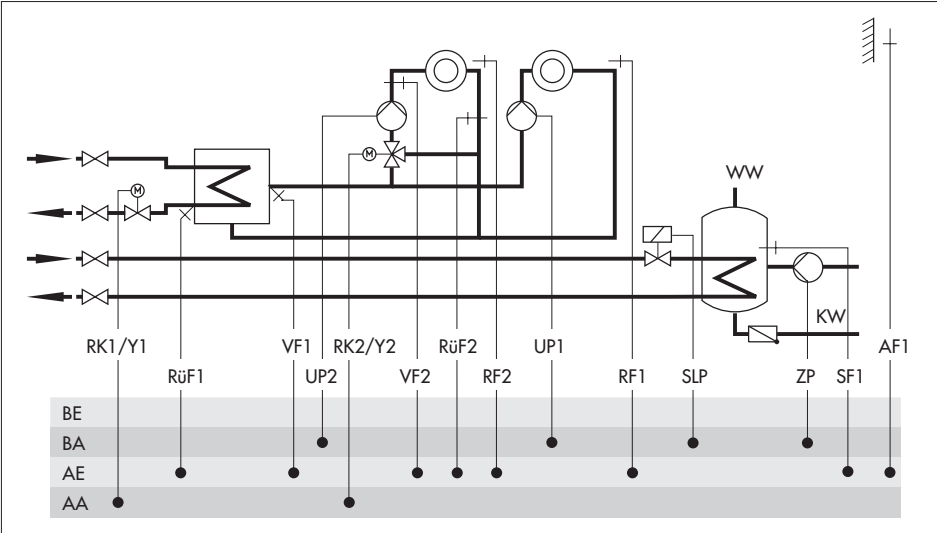 WW
M
M
KW
RK1/Y1 VF1 RK2/Y2 RüF2 UP1 AF1
RüF1 UP2 VF2 RF2 RF1 SLP ZP SF1
BE
BA
AE
AA